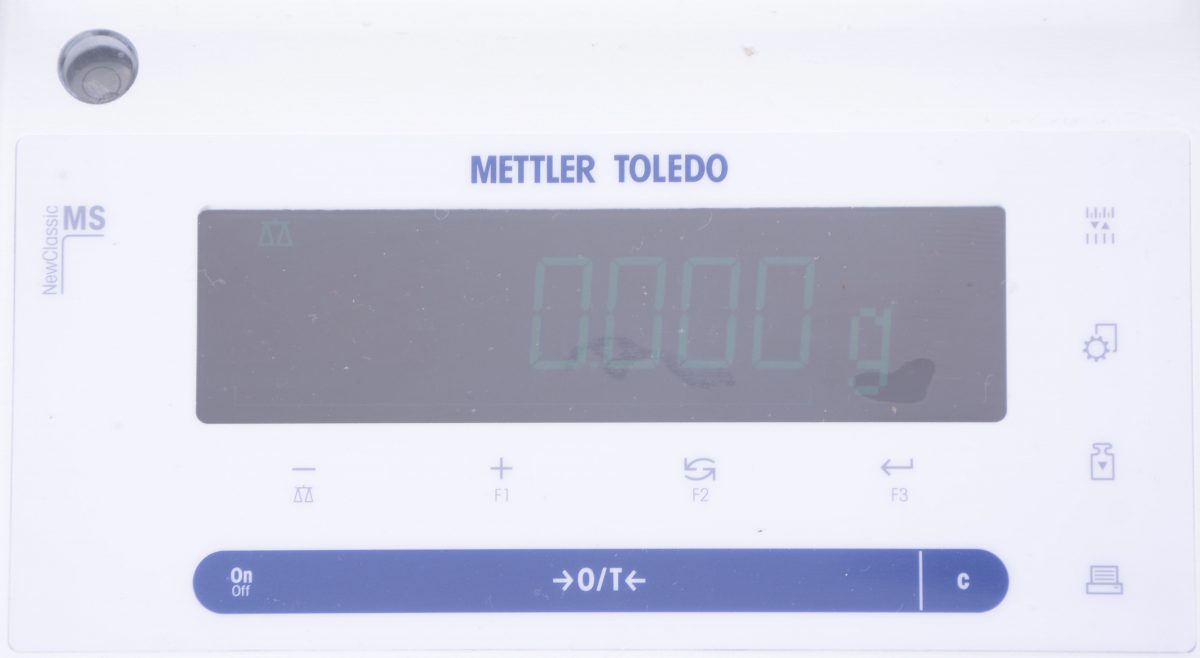 METTLER TOLEDO
MS
NewClassic
0.000 g
F1
F2
F3
On
Off
→0/T←
C